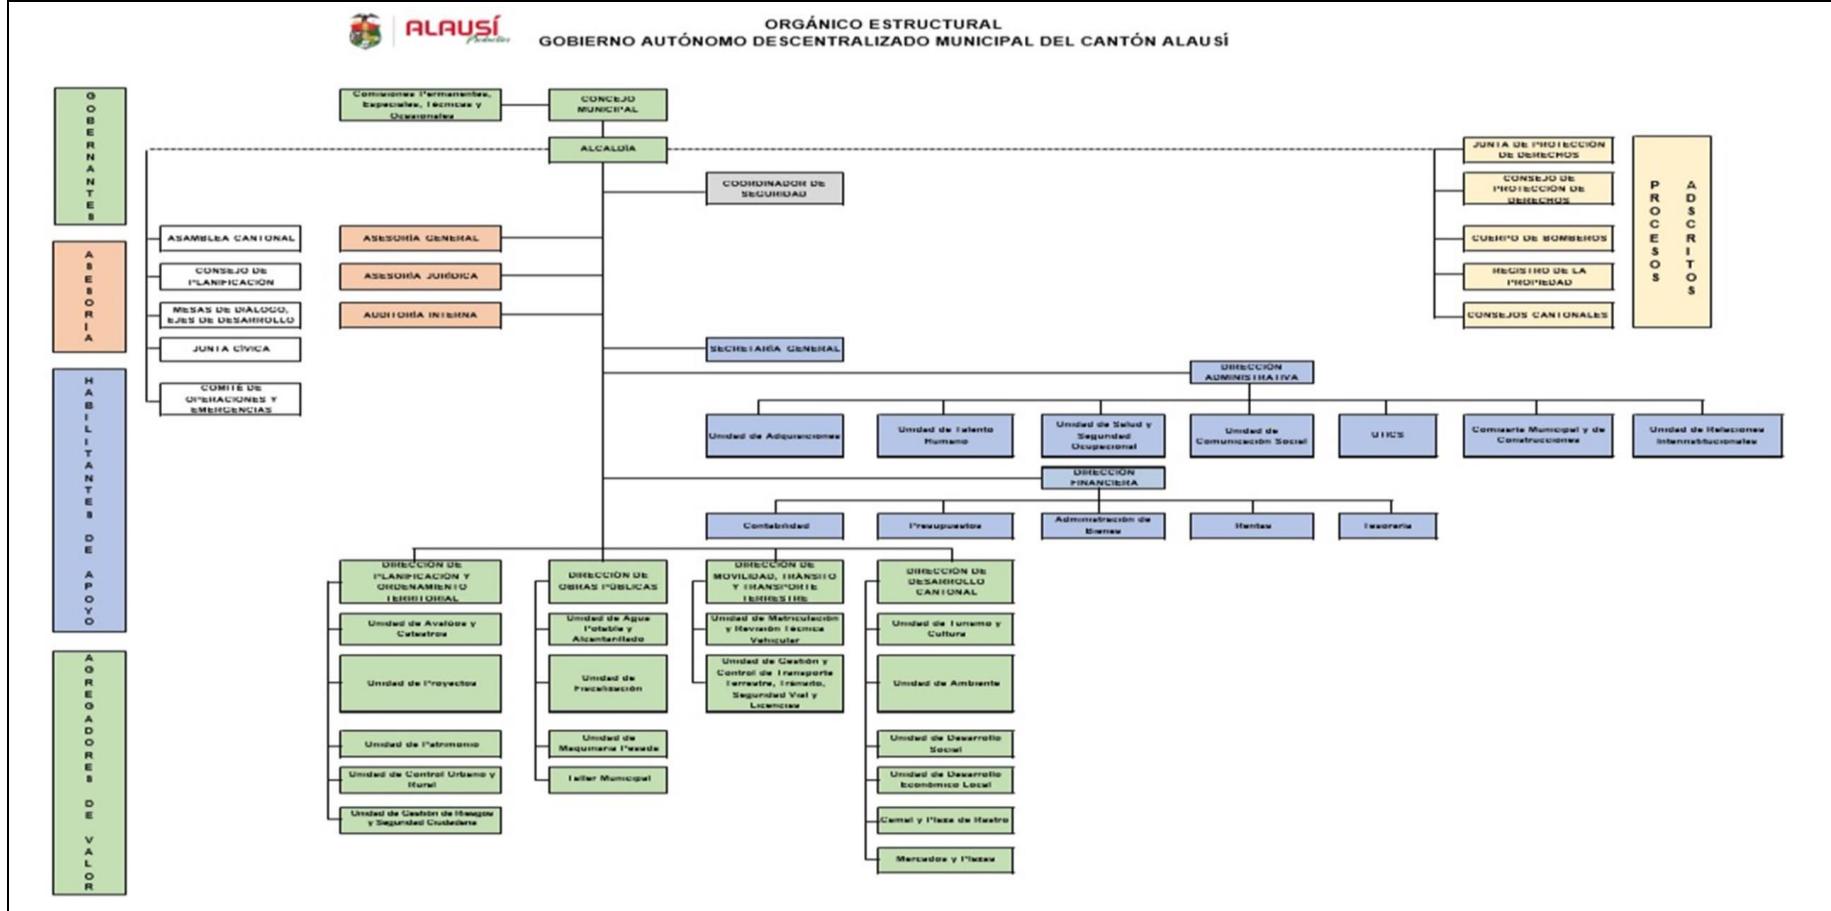 ALAUSÍ
Productivo
ORGÁNICO ESTRUCTURAL
GOBIERNO AUTÓNOMO DESCENTRALIZADO MUNICIPAL DEL CANTÓN ALAUSÍ
GOBERNANTES
ASESORIA
HABILITANTES DE APOYO
AGREGADORES DE VALOR
Comisiones Permanentes,
Especiales, Técnicas y
Ocasionales
CONCEJO
MUNICIPAL
ALCALDÍA
COORDINADOR DE
SEGURIDAD
ASAMBLEA CANTONAL
CONSEJO DE
PLANIFICACIÓN
MESAS DE DIÁLOGO,
EJES DE DESARROLLO
JUNTA CÍVICA
COMITÉ DE
OPERACIONES Y
EMERGENCIAS
ASESORÍA GENERAL
ASESORÍA JURÍDICA
AUDITORÍA INTERNA
JUNTA DE PROTECCIÓN
DE DERECHOS
CONSEJO DE
PROTECCIÓN DE
DERECHOS
CUERPO DE BOMBEROS
REGISTRO DE LA
PROPIEDAD
CONSEJOS CANTONALES
PROCESOS
ADSCRITOS
SECRETARÍA GENERAL
DIRECCIÓN
ADMINISTRATIVA
Unidad de Adquisiciones
Unidad de Talento
Humano
Unidad de Salud y
Seguridad
Ocupacional
Unidad de
Comunicación Social
UTICS
Comisaría Municipal y de
Construcciones
Unidad de Relaciones
Interinstitucionales
DIRECCIÓN
FINANCIERA
Contabilidad
Presupuestos
Administración de
Bienes
Rentas
Tesorería
DIRECCIÓN DE
PLANIFICACIÓN Y
ORDENAMIENTO
TERRITORIAL
Unidad de Avalúos y
Catastros
Unidad de Proyectos
Unidad de Patrimonio
Unidad de Control Urbano y
Rural
Unidad de Gestión de Riesgos
y Seguridad Ciudadana
DIRECCIÓN DE
OBRAS PÚBLICAS
Unidad de Agua
Potable y
Alcantarillado
Unidad de
Fiscalización
Unidad de
Maquinaria Pesada
Taller Municipal
DIRECCIÓN DE
MOVILIDAD, TRÁNSITO
Y TRANSPORTE
TERRESTRE
Unidad de Matriculación
y Revisión Técnica
Vehicular
Unidad de Gestión y
Control de Transporte
Terrestre, Tránsito,
Seguridad Vial y
Licencias
DIRECCIÓN DE
DESARROLLO
CANTONAL
Unidad de Turismo y
Cultura
Unidad de Ambiente
Unidad de Desarrollo
Social
Unidad de Desarrollo
Económico Local
Camal y Plaza de Rastro
Mercados y Plazas